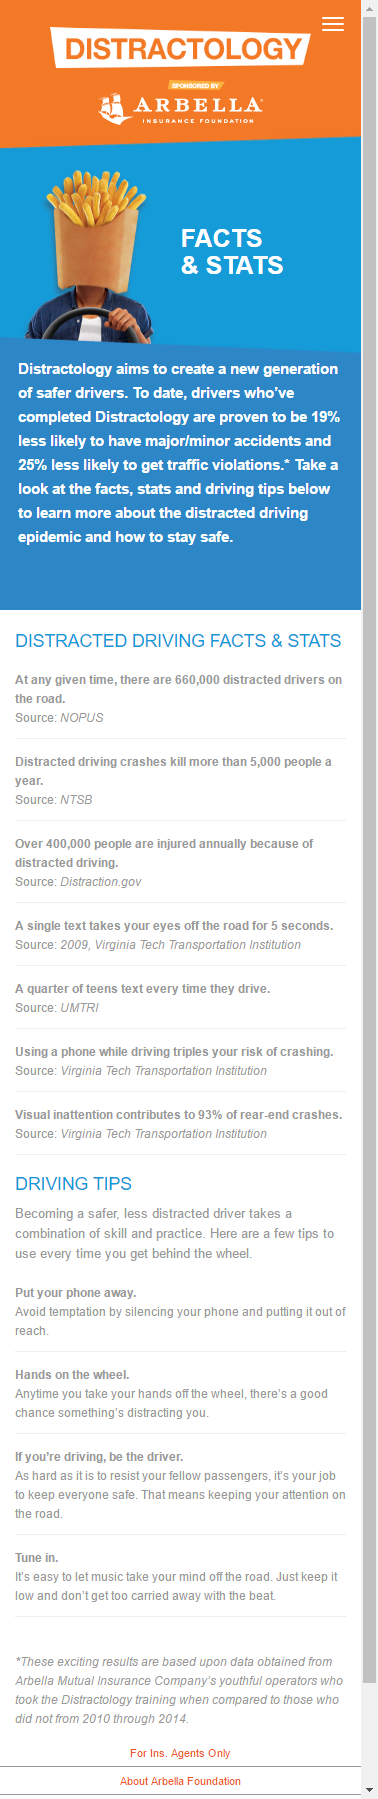 DISTRACTOLOGY
SPONSORED BY
ARBELLA
INSURANCE FOUNDATION
FACTS
& STATS
Distractology aims to create a new generation
of safer drivers. To date, drivers who've
completed Distractology are proven to be 19%
less likely to have major/minor accidents and
25% less likely to get traffic violations.* Take a
look at the facts, stats and driving tips below
to learn more about the distracted driving
epidemic and how to stay safe.
DISTRACTED DRIVING FACTS & STATS
At any given time, there are 660,000 distracted drivers on
the road.
Source: NOPUS
Distracted driving crashes kill more than 5,000 people a
year.
Source: NTSB
Over 400,000 people are injured annually because of
distracted driving.
Source: Distraction.gov
A single text takes your eyes off the road for 5 seconds.
Source: 2009, Virginia Tech Transportation Institution
A quarter of teens text every time they drive.
Source: UMTRI
Using a phone while driving triples your risk of crashing.
Source: Virginia Tech Transportation Institution
Visual inattention contributes to 93% of rear-end crashes.
Source: Virginia Tech Transportation Institution
DRIVING TIPS
Becoming a safer, less distracted driver takes a
combination of skill and practice. Here are a few tips to
use every time you get behind the wheel.
Put your phone away.
Avoid temptation by silencing your phone and putting it out of
reach.
Hands on the wheel.
Anytime you take your hands off the wheel, there's a good
chance something's distracting you.
If you're driving, be the driver.
As hard as it is to resist your fellow passengers, it's your job
to keep everyone safe. That means keeping your attention on
the road.
Tune in.
It's easy to let music take your mind off the road. Just keep it
low and don't get too carried away with the beat.
*These exciting results are based upon data obtained from
Arbella Mutual Insurance Company's youthful operators who
took the Distractology training when compared to those who
did not from 2010 through 2014.
For Ins. Agents Only
About Arbella Foundation